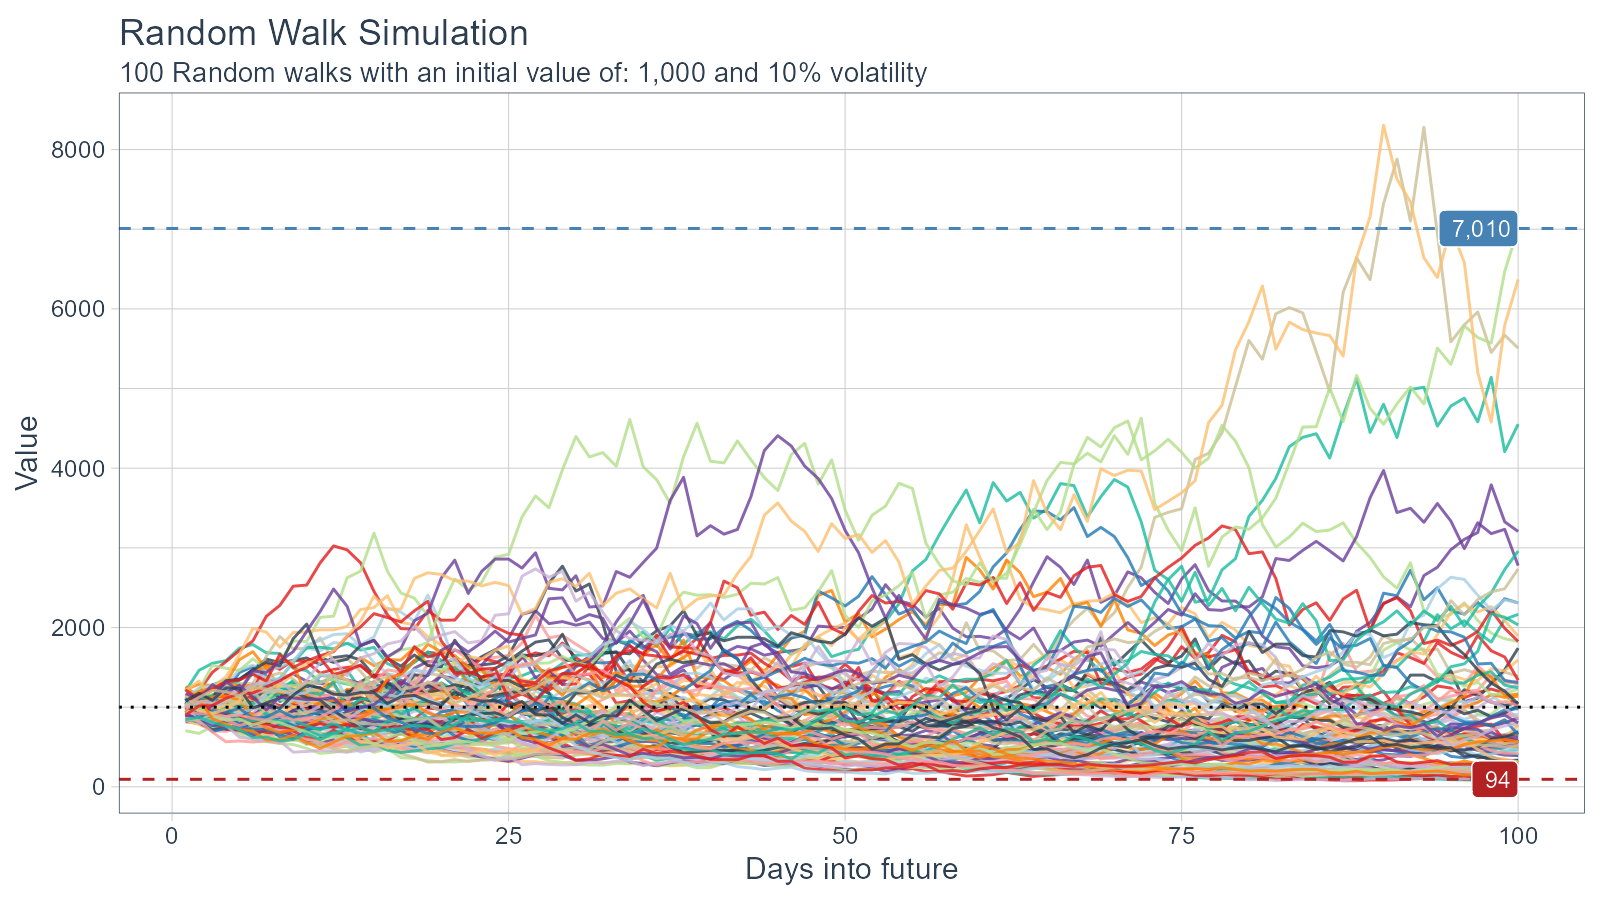 Random Walk Simulation
100 Random walks with an initial value of: 1,000 and 10% volatility
8000
7,010
6000
Value
4000
2000
0
94
0 25 50 75 100
Days into future